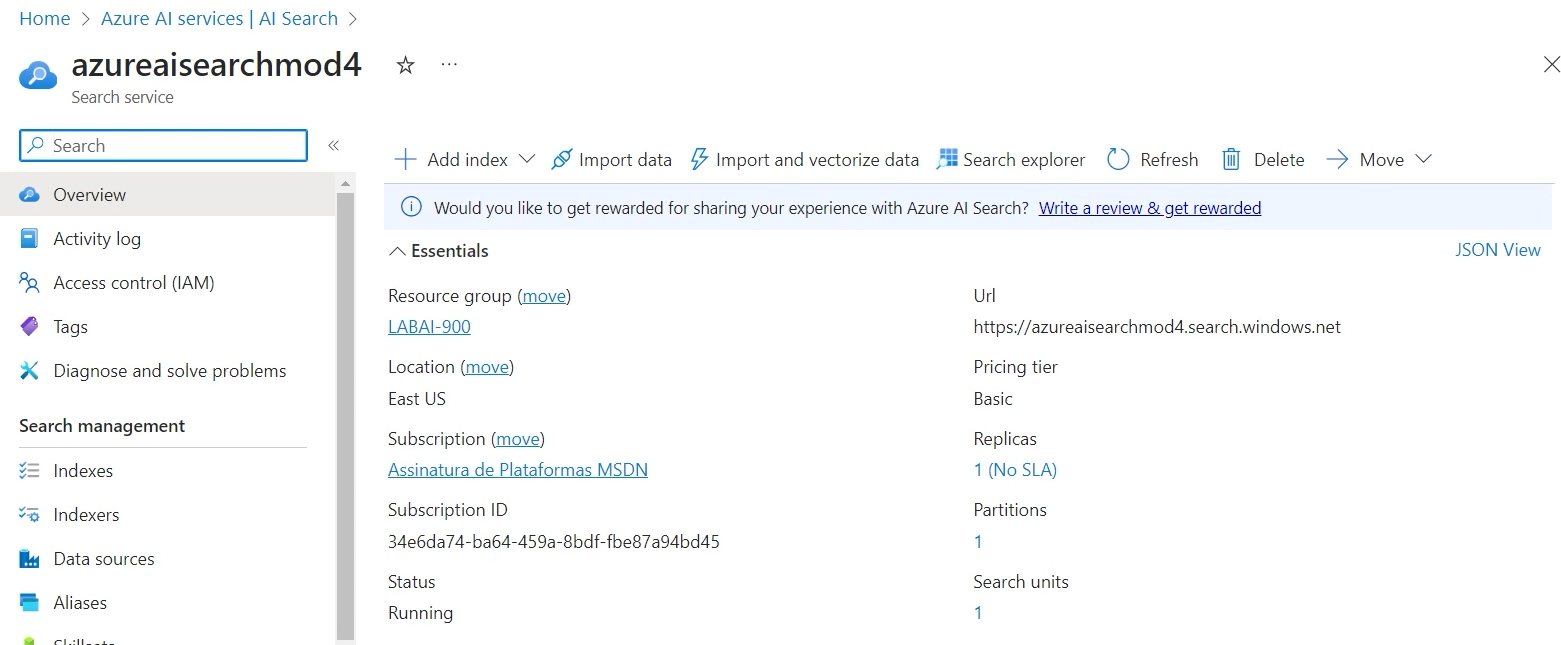 Home > Azure AI services | AI Search >
azureaisearchmod4
Search service
Search
Overview
Activity log
Access control (IAM)
Tags
Diagnose and solve problems
Search management
Indexes
Indexers
Data sources
Aliases
Skillsets
Add index
Import data
Import and vectorize data
Search explorer
Refresh
Delete
Move
Would you like to get rewarded for sharing your experience with Azure AI Search? Write a review & get rewarded
Essentials
JSON View
Resource group (move)
LABAI-900
Location (move)
East US
Subscription (move)
Assinatura de Plataformas MSDN
Subscription ID
34e6da74-ba64-459a-8bdf-fbe87a94bd45
Status
Running
Url
https://azureaisearchmod4.search.windows.net
Pricing tier
Basic
Replicas
1 (No SLA)
Partitions
1
Search units
1